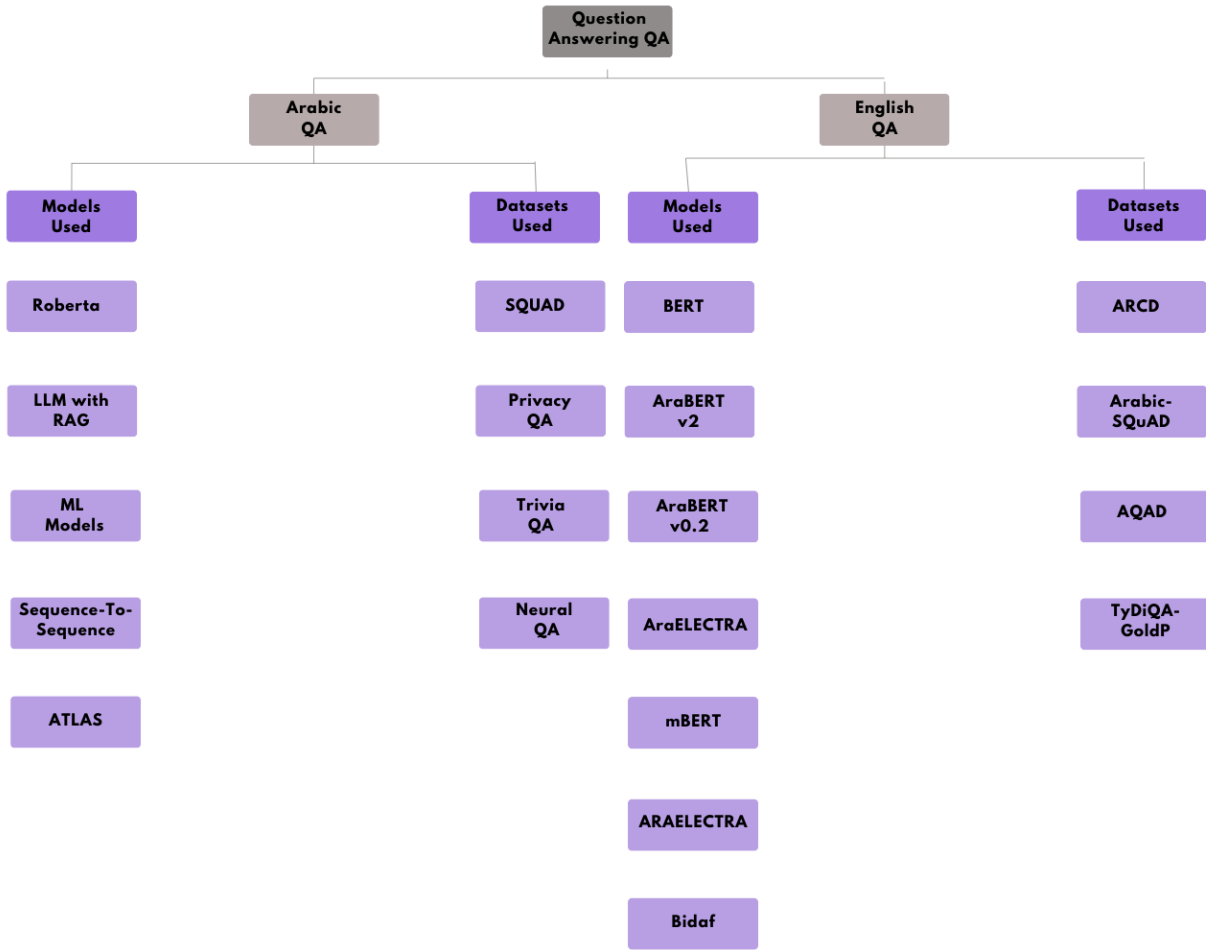 Question
Answering QA
Arabic
QA
English
QA
Models
Used
Datasets
Used
Models
Used
Datasets
Used
Roberta
SQUAD
BERT
ARCD
LLM with
RAG
Privacy
QA
AraBERT
v2
Arabic-
SQuAD
ML
Models
Trivia
QA
AraBERT
v0.2
AQAD
Sequence-To-
Sequence
Neural
QA
AraELECTRA
TyDiQA-
GoldP
ATLAS
mBERT
ARAELECTRA
Bidaf